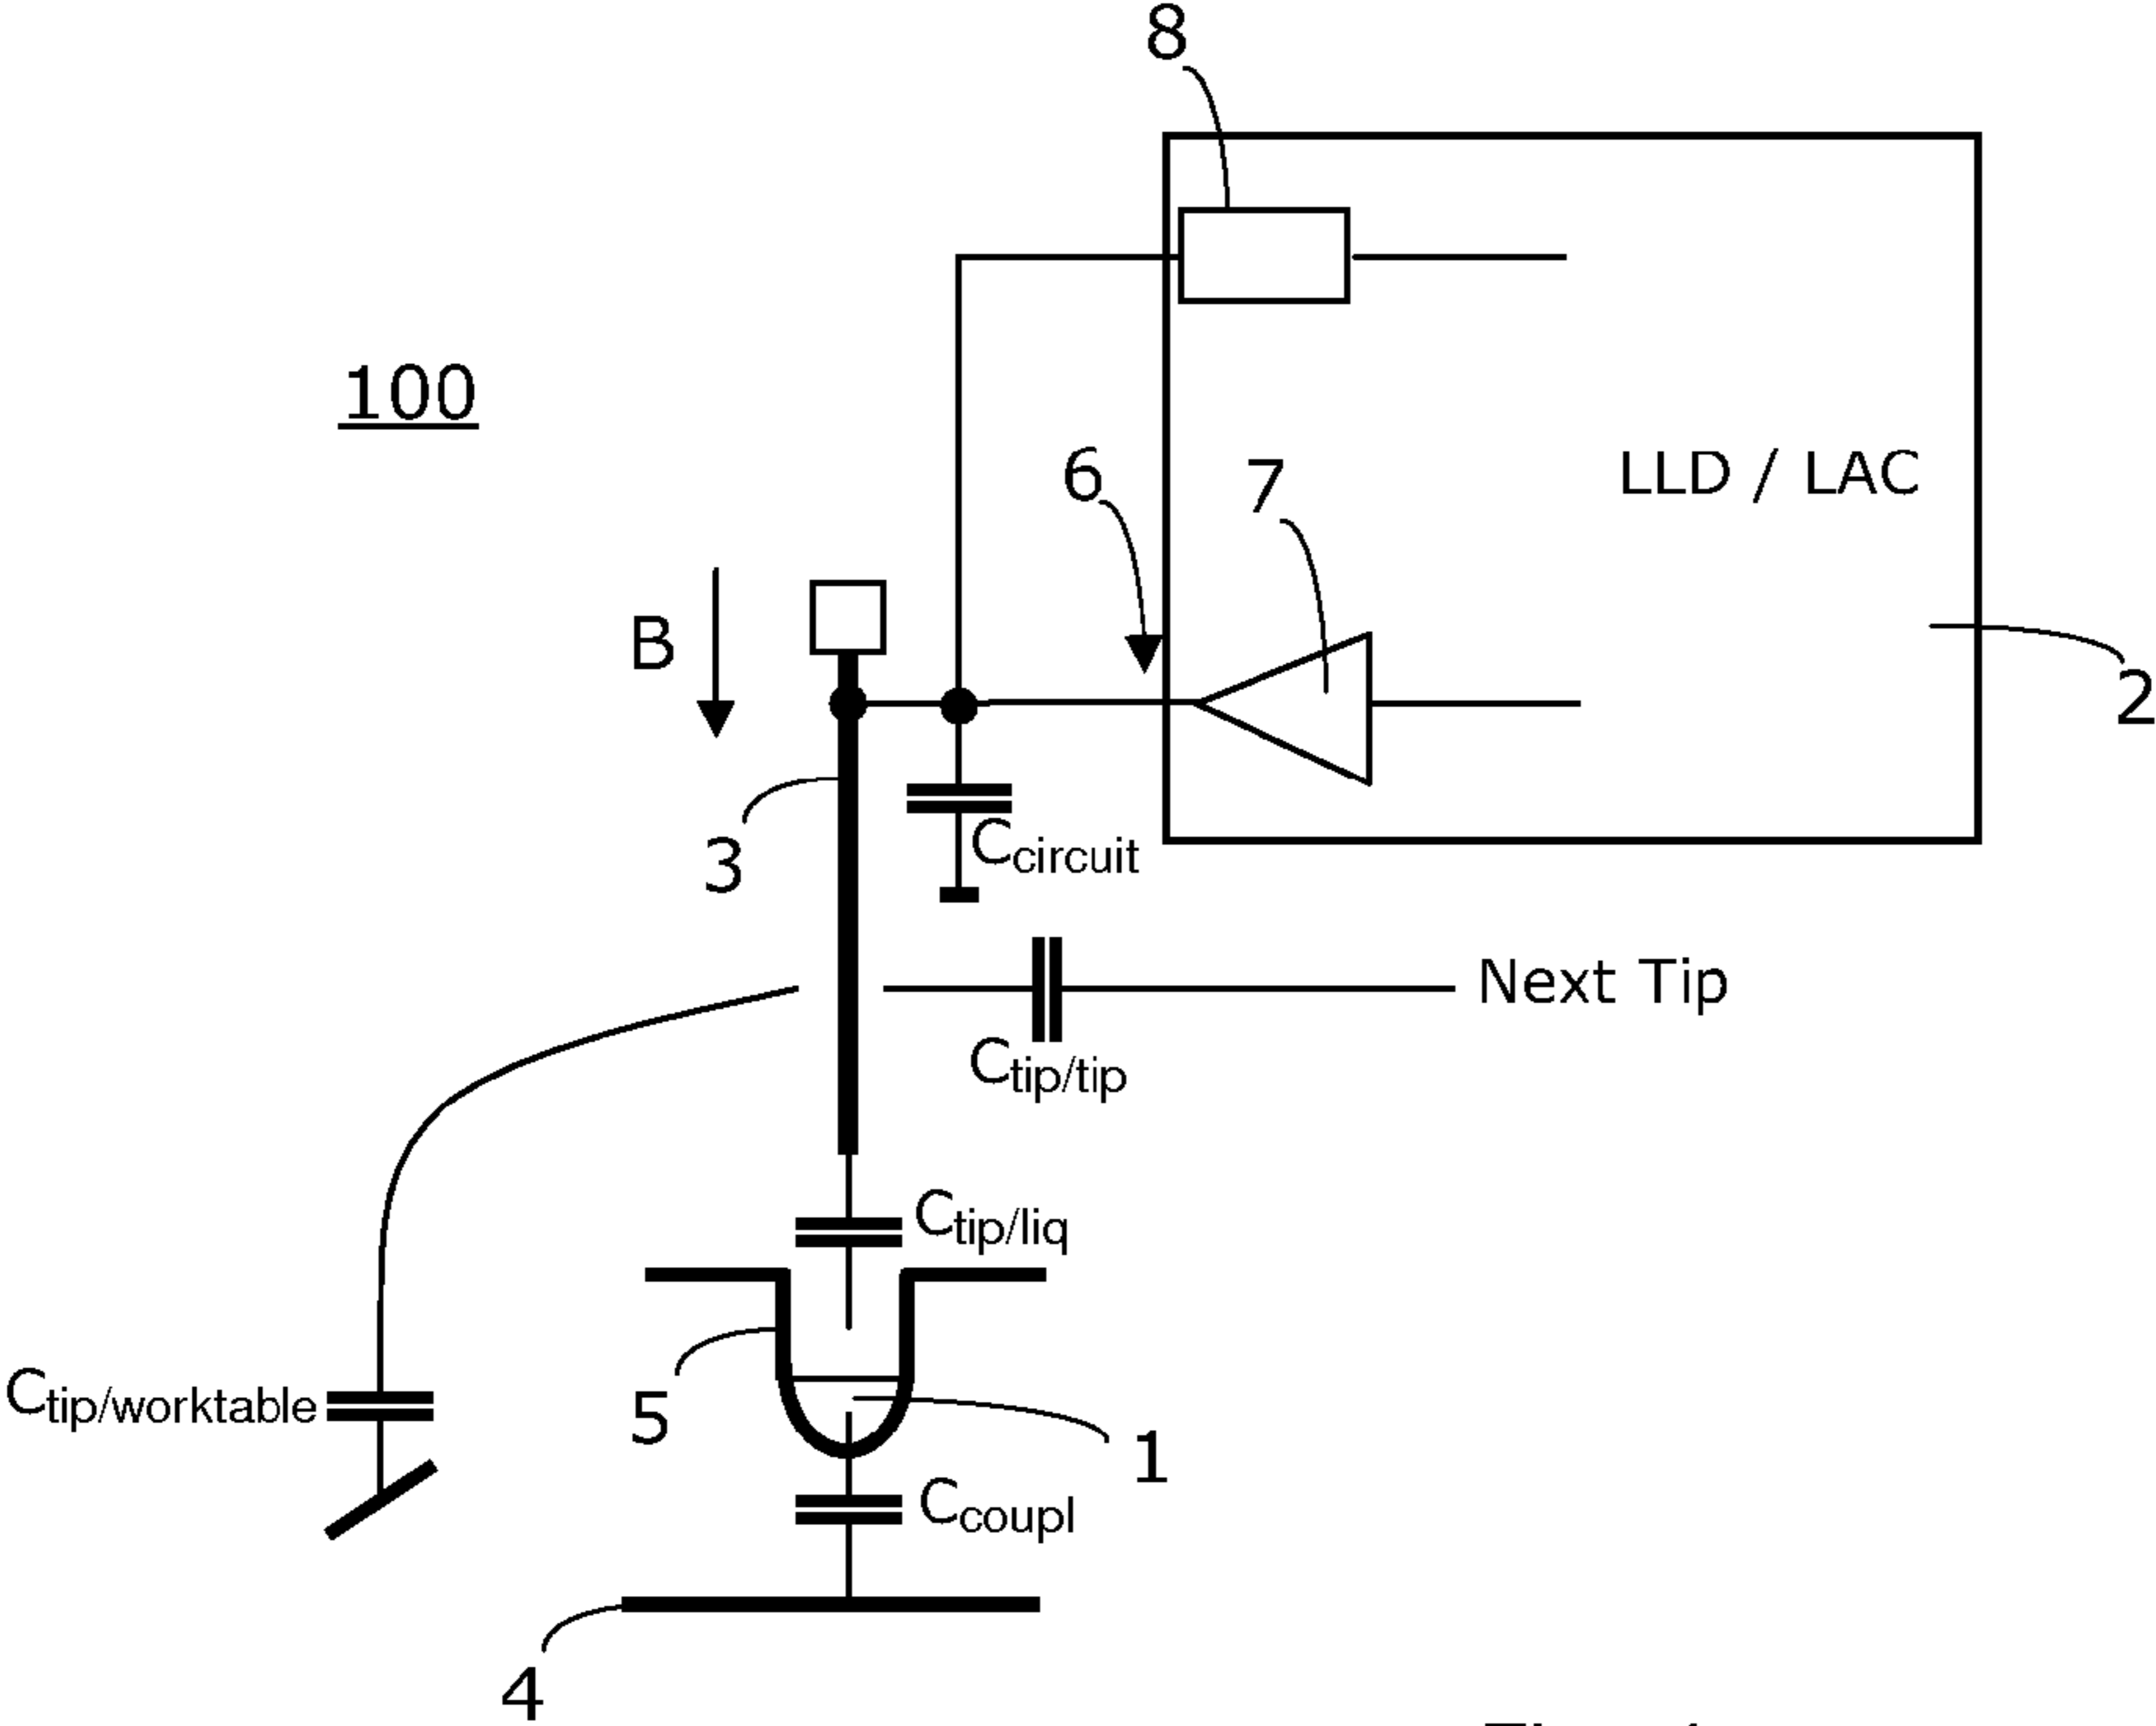 8
100
LLD / LAC
6
7
B
2
3
Ccircuit
Next Tip
Ctip/tip
Ctip/liq
Ctip/worktable
5
1
Ccoupl
4